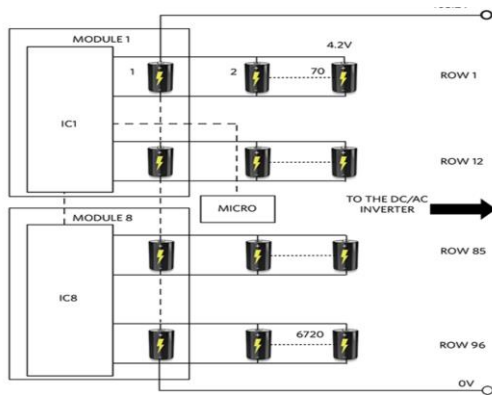 MODULE 1
4.2V
1
2
70
ROW 1
IC1
ROW 12
MICRO
TO THE DC/AC
INVERTER
MODULE 8
ROW 85
IC8
6720
ROW 96
0V